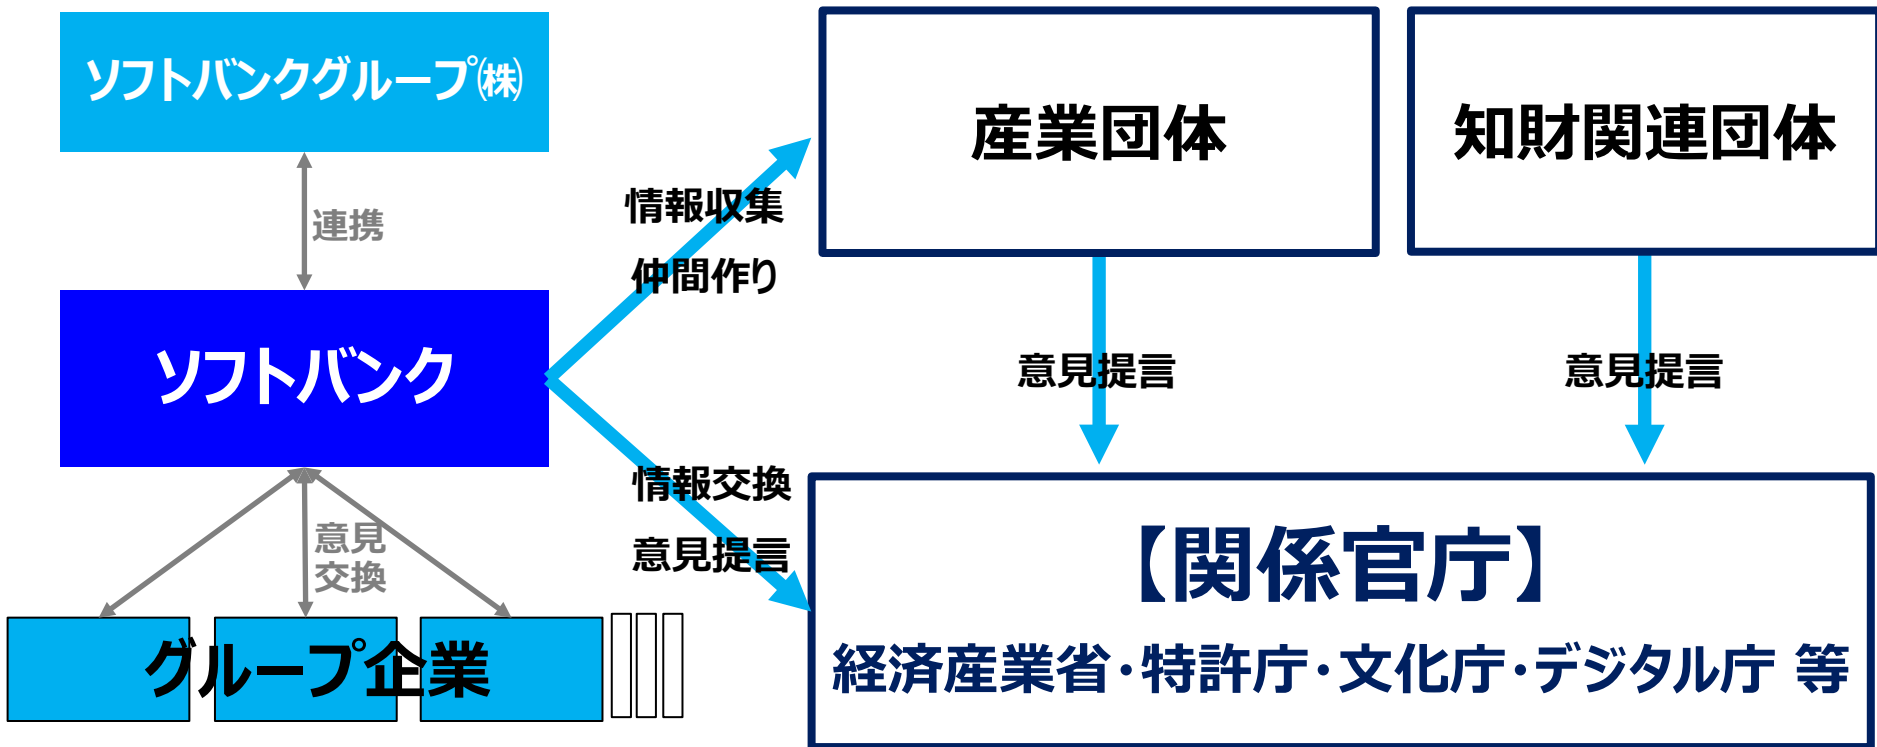 ソフトバンクグループ㈱
連携
ソフトバンク
意見
交換
グループ企業
情報収集
仲間作り
情報交換
意見提言
産業団体
知財関連団体
意見提言
意見提言
【関係官庁】
経済産業省・特許庁・文化庁・デジタル庁 等